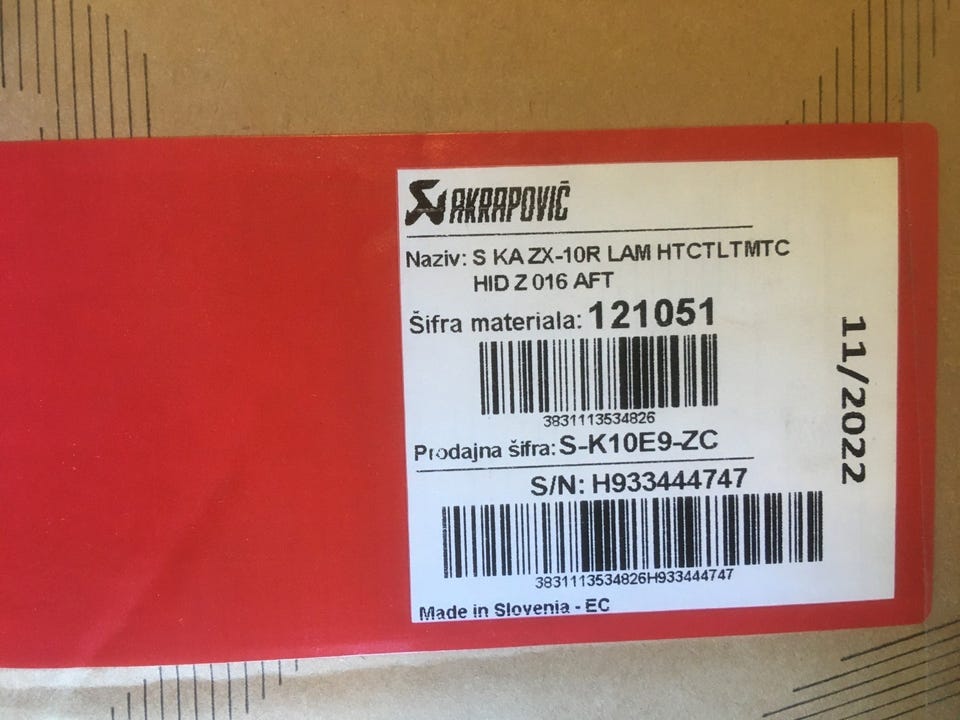 AKRAPOVIČ
Naziv: S KA ZX-10R LAM HTCTLTMTC
HID Z 016 AFT
Šifra materiala: 121051
3831113534826
Prodajna šifra: S-K10E9-ZC
S/N: H933444747
3831113534826H933444747
Made in Slovenia - EC
11/2022